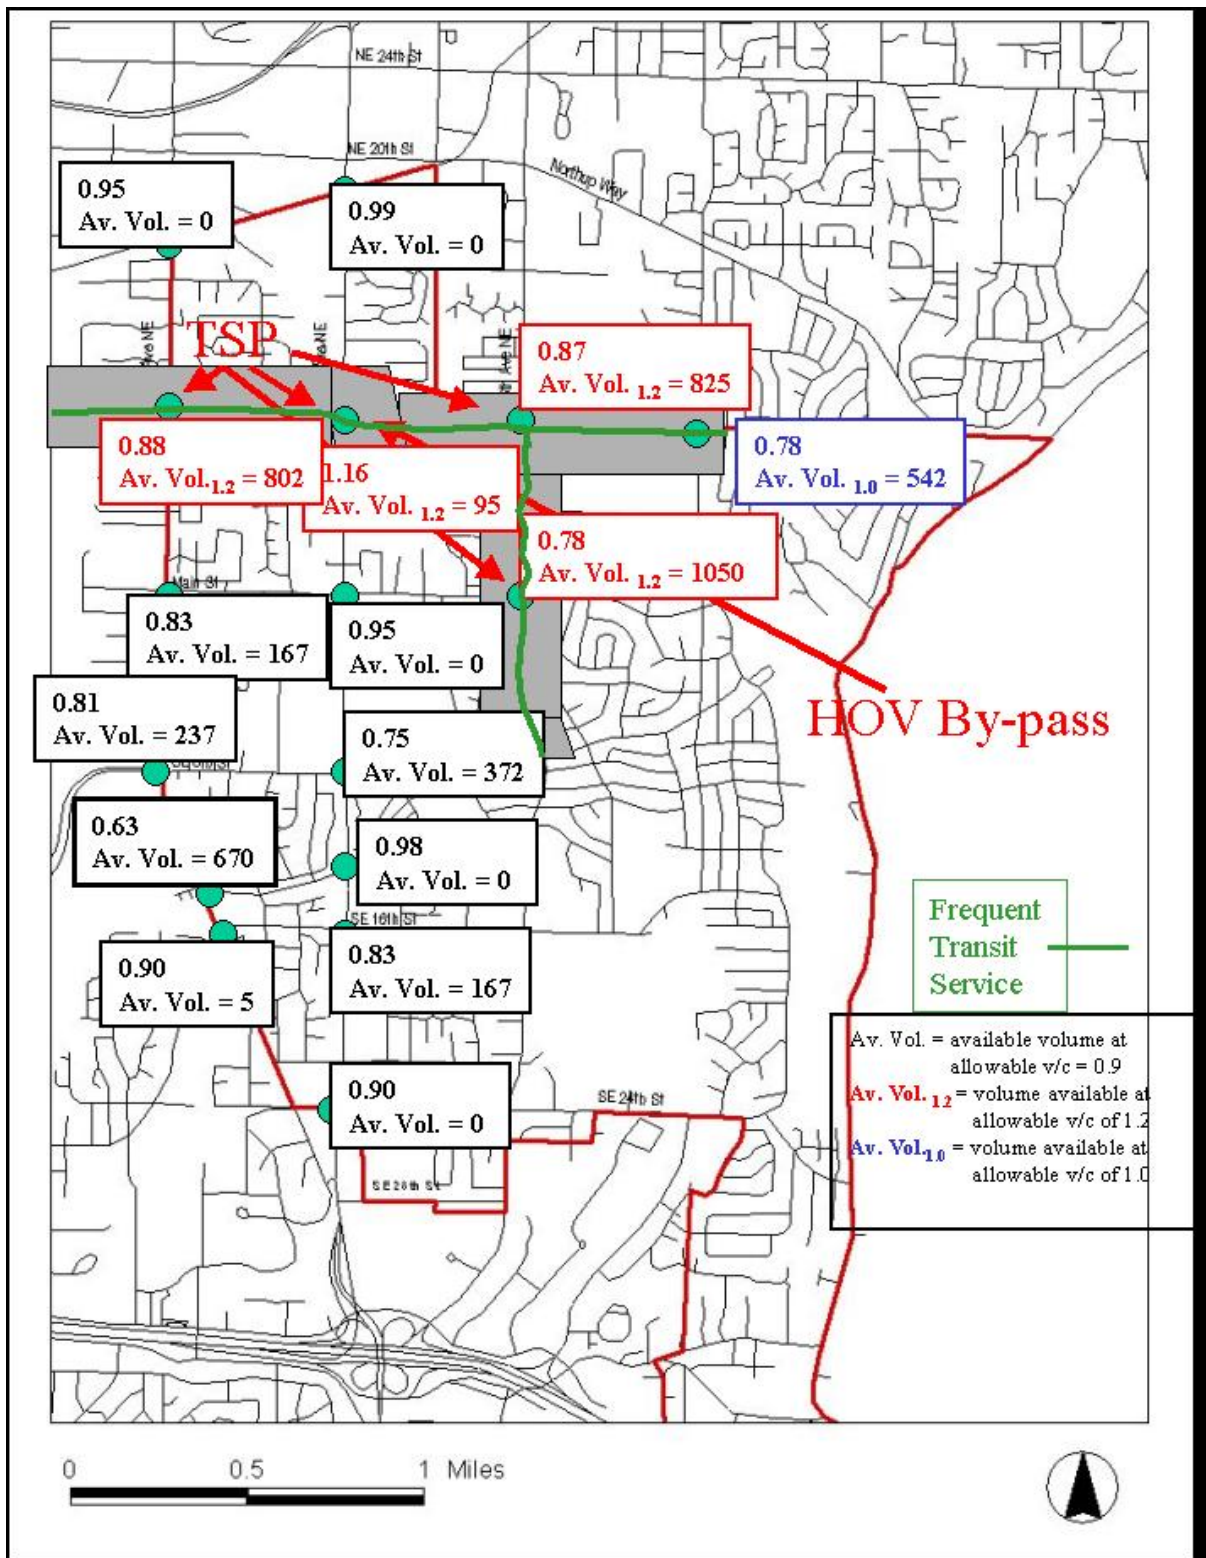 NE 24th St
NE 20th St
Northup Way
0.95
Av. Vol. = 0
0.99
Av. Vol. = 0
Ave NE
TSP
0.87
Av. Vol. 1.2 = 825
0.88
Av. Vol.1.2 = 802
1.16
Av. Vol. 1.2 = 95
0.78
Av. Vol. 1.0 = 542
0.78
Av. Vol. 1.2 = 1050
Main St
0.83
Av. Vol. = 167
0.95
Av. Vol. = 0
HOV By-pass
0.81
Av. Vol. = 237
0.75
Av. Vol. = 372
0.63
Av. Vol. = 670
0.98
Av. Vol. = 0
SE 16th St
Frequent
Transit
Service
0.90
Av. Vol. = 5
0.83
Av. Vol. = 167
Av. Vol. = available volume at
allowable v/c = 0.9
Av. Vol. 1.2 = volume available at
allowable v/c of 1.2
Av. Vol.1.0 = volume available at
allowable v/c of 1.0
0.90
Av. Vol. = 0
SE 24th St
SE 28th St
0 0.5 1 Miles